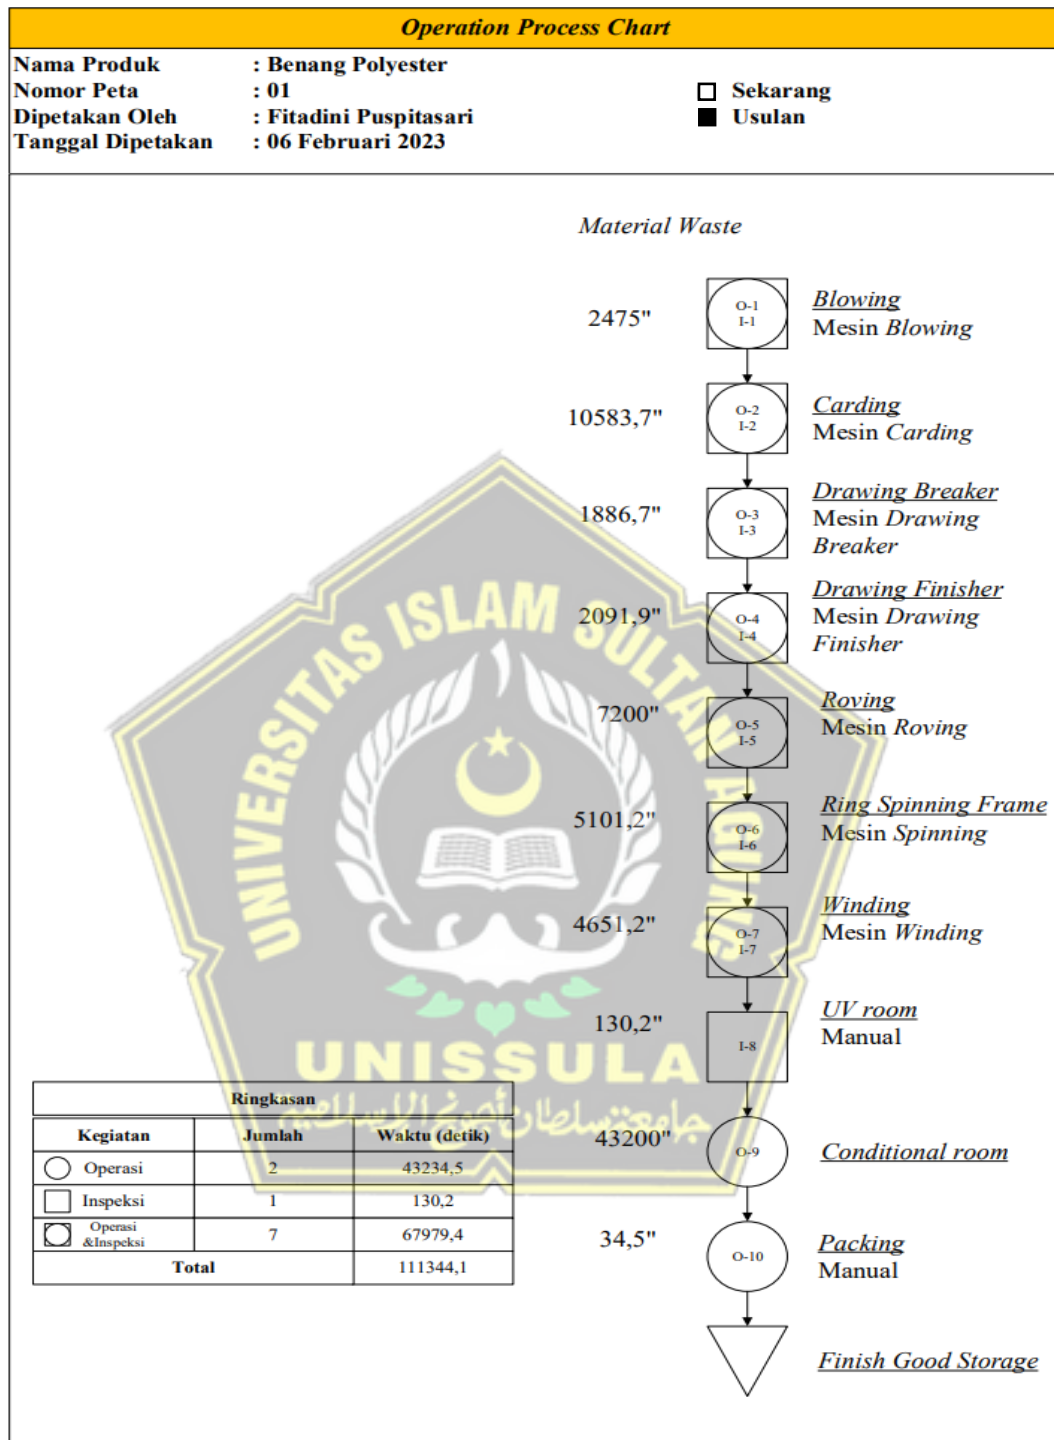 Operation Process Chart
Nama Produk : Benang Polyester
Nomor Peta : 01
Dipetakan Oleh : Fitadini Puspitasari
Tanggal Dipetakan : 06 Februari 2023
Sekarang
Usulan
Material Waste
2475"
O-1
I-1
Blowing
Mesin Blowing
10583,7"
O-2
I-2
Carding
Mesin Carding
1886,7"
O-3
I-3
Drawing Breaker
Mesin Drawing
Breaker
2091,9"
O-4
I-4
Drawing Finisher
Mesin Drawing
Finisher
7200"
O-5
I-5
Roving
Mesin Roving
5101,2"
O-6
I-6
Ring Spinning Frame
Mesin Spinning
4651,2"
O-7
I-7
Winding
Mesin Winding
130,2"
I-8
UV room
Manual
43200"
O-9
Conditional room
34,5"
O-10
Packing
Manual
Finish Good Storage
Ringkasan
Kegiatan Jumlah Waktu (detik)
Operasi 2 43234,5
Inspeksi 1 130,2
Operasi
&Inspeksi 7 67979,4
Total 111344,1
UNIVERSITAS ISLAM SULTAN AGUNG
UNISSULA
جامعة سلطان أجونج الإسلامية